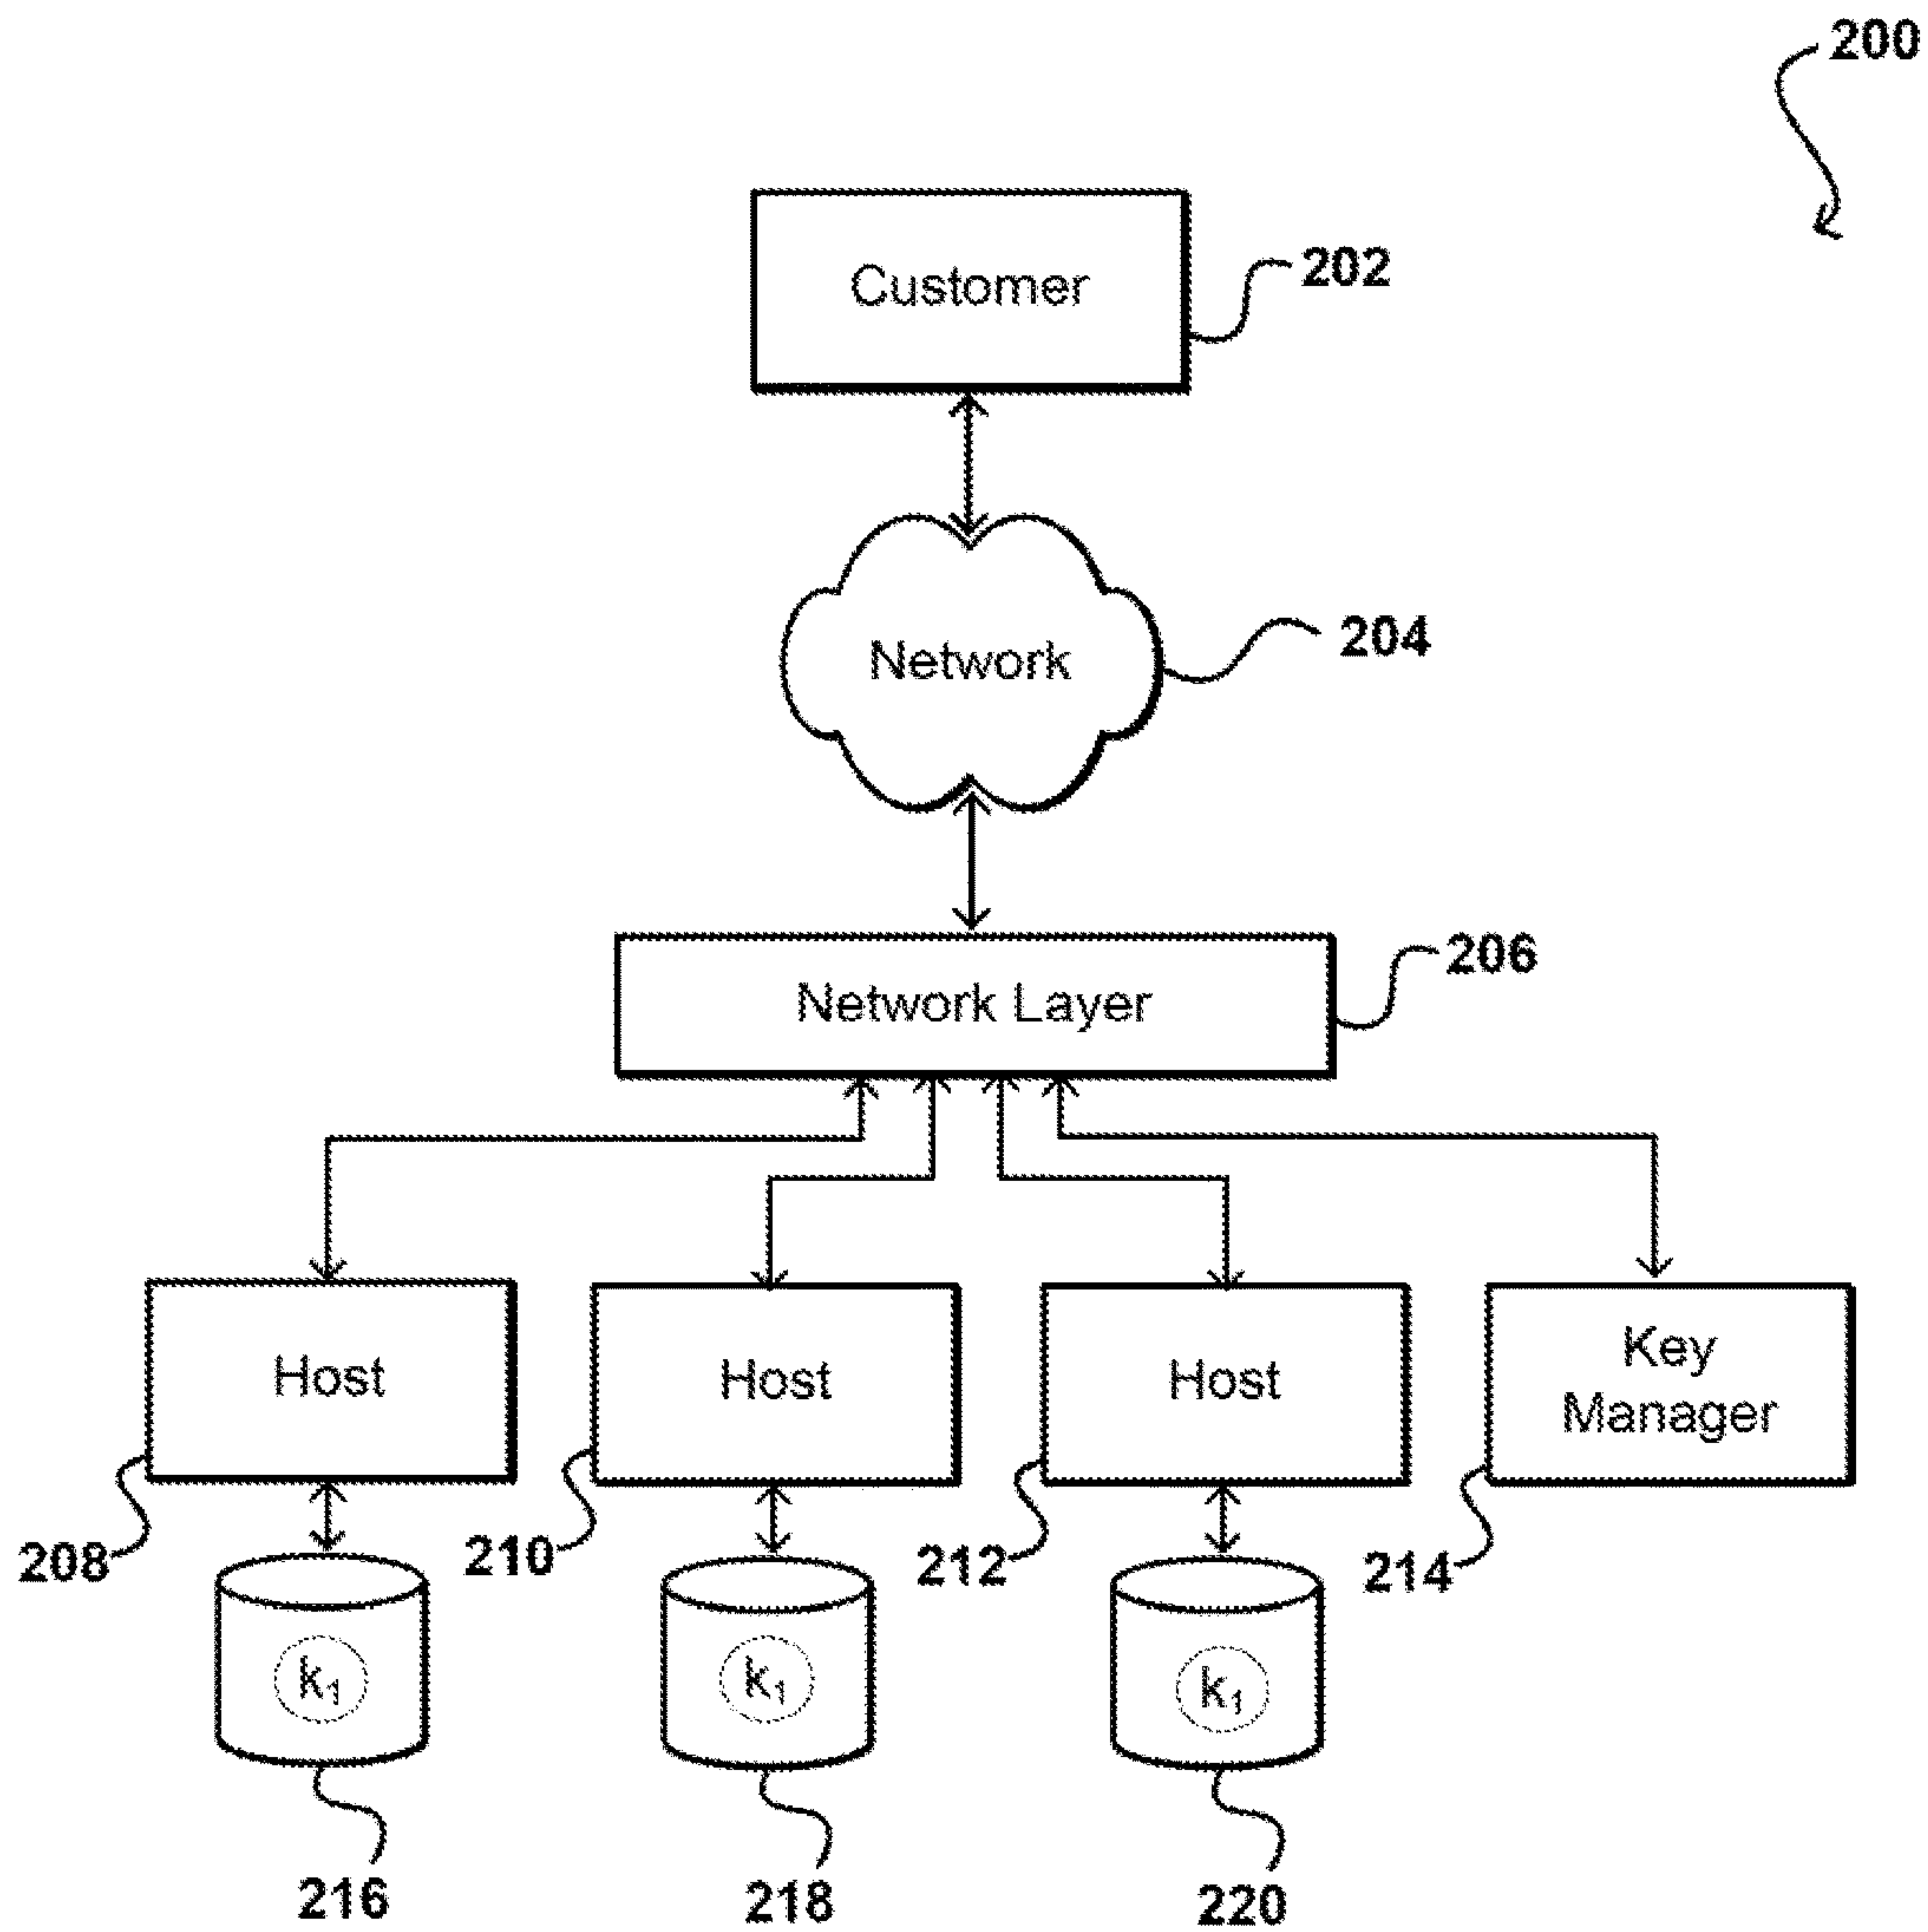 200
Customer
202
Network
204
Network Layer
206
Host
Host
Host
Key
Manager
208
210
212
214
k₁
k₁
k₁
216
218
220